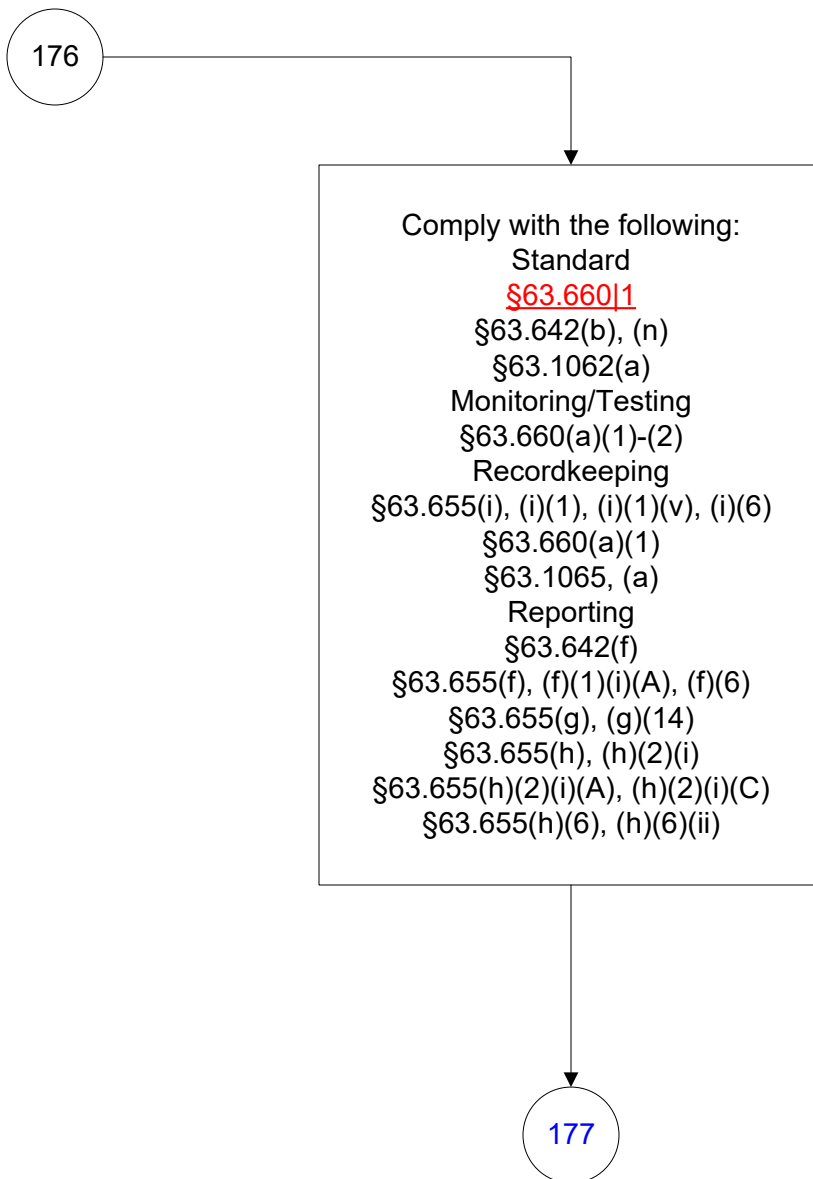 176
Comply with the following:
Standard
§63.660|1
§63.642(b), (n)
§63.1062(a)
Monitoring/Testing
§63.660(a)(1)-(2)
Recordkeeping
§63.655(i), (i)(1), (i)(1)(v), (i)(6)
§63.660(a)(1)
§63.1065, (a)
Reporting
§63.642(f)
§63.655(f), (f)(1)(i)(A), (f)(6)
§63.655(g), (g)(14)
§63.655(h), (h)(2)(i)
§63.655(h)(2)(i)(A), (h)(2)(i)(C)
§63.655(h)(6), (h)(6)(ii)
177